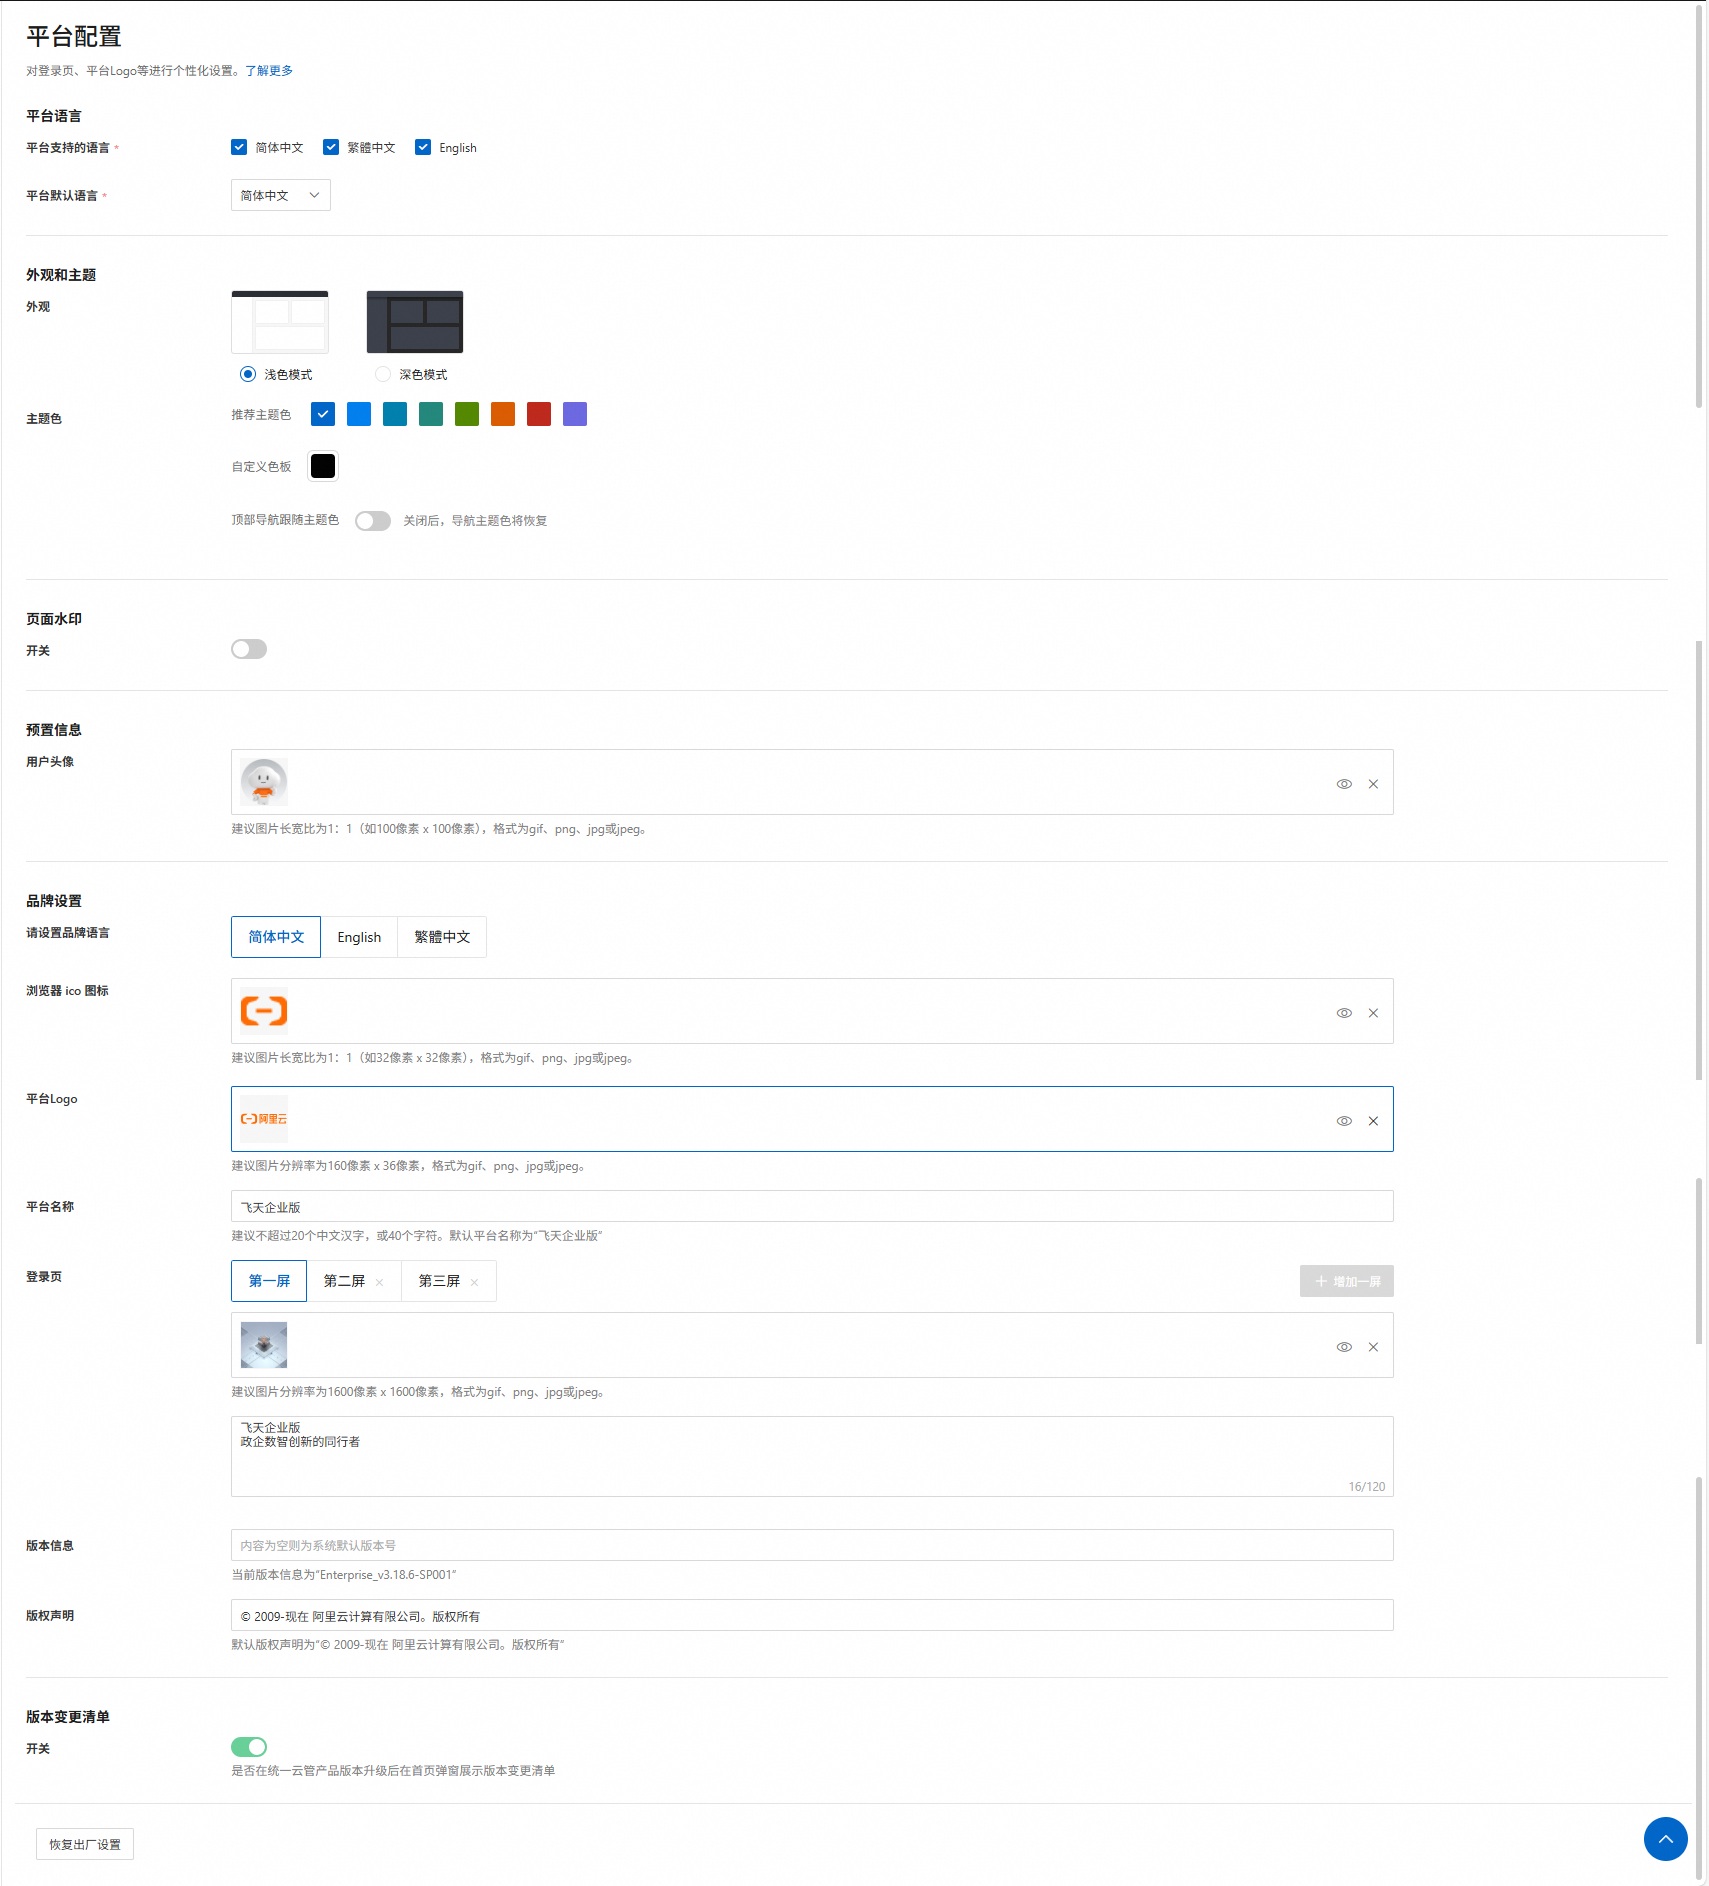 平台配置
对登录页、平台Logo等进行个性化设置。了解更多
平台语言
平台支持的语言 * 简体中文 繁體中文 English
平台默认语言 * 简体中文
外观和主题
外观
浅色模式 深色模式
主题色 推荐主题色
自定义色板
顶部导航跟随主题色 关闭后，导航主题色将恢复
页面水印
开关
预置信息
用户头像
建议图片长宽比为1：1（如100像素 x 100像素），格式为gif、png、jpg或jpeg。
品牌设置
请设置品牌语言 简体中文 English 繁體中文
浏览器 ico 图标
建议图片长宽比为1：1（如32像素 x 32像素），格式为gif、png、jpg或jpeg。
平台Logo
阿里云
建议图片分辨率为160像素 x 36像素，格式为gif、png、jpg或jpeg。
平台名称 飞天企业版
建议不超过20个中文汉字，或40个字符。默认平台名称为“飞天企业版”
登录页 第一屏 第二屏 × 第三屏 × + 增加一屏
建议图片分辨率为1600像素 x 1600像素，格式为gif、png、jpg或jpeg。
飞天企业版
政企数智创新的同行者
16/120
版本信息 内容为空则为系统默认版本号
当前版本信息为“Enterprise_v3.18.6-SP001”
版权声明 © 2009-现在 阿里云计算有限公司。版权所有
默认版权声明为“© 2009-现在 阿里云计算有限公司。版权所有”
版本变更清单
开关
是否在统一云管产品版本升级后在首页弹窗展示版本变更清单
恢复出厂设置